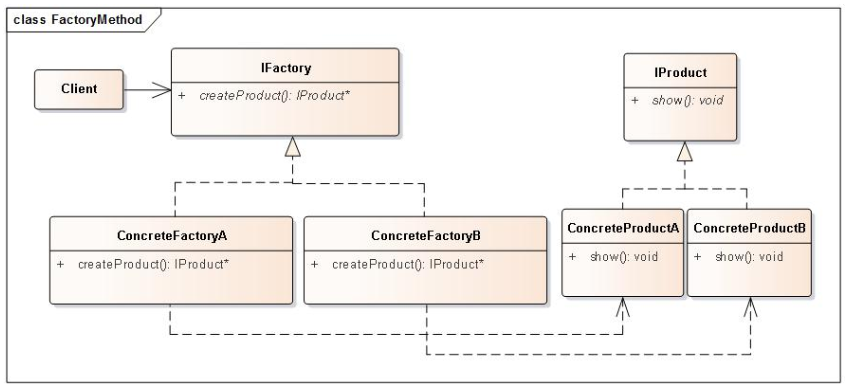 class FactoryMethod
Client
IFactory
+ createProduct(): IProduct*
IProduct
+ show(): void
ConcreteFactoryA
+ createProduct(): IProduct*
ConcreteFactoryB
+ createProduct(): IProduct*
ConcreteProductA
+ show(): void
ConcreteProductB
+ show(): void